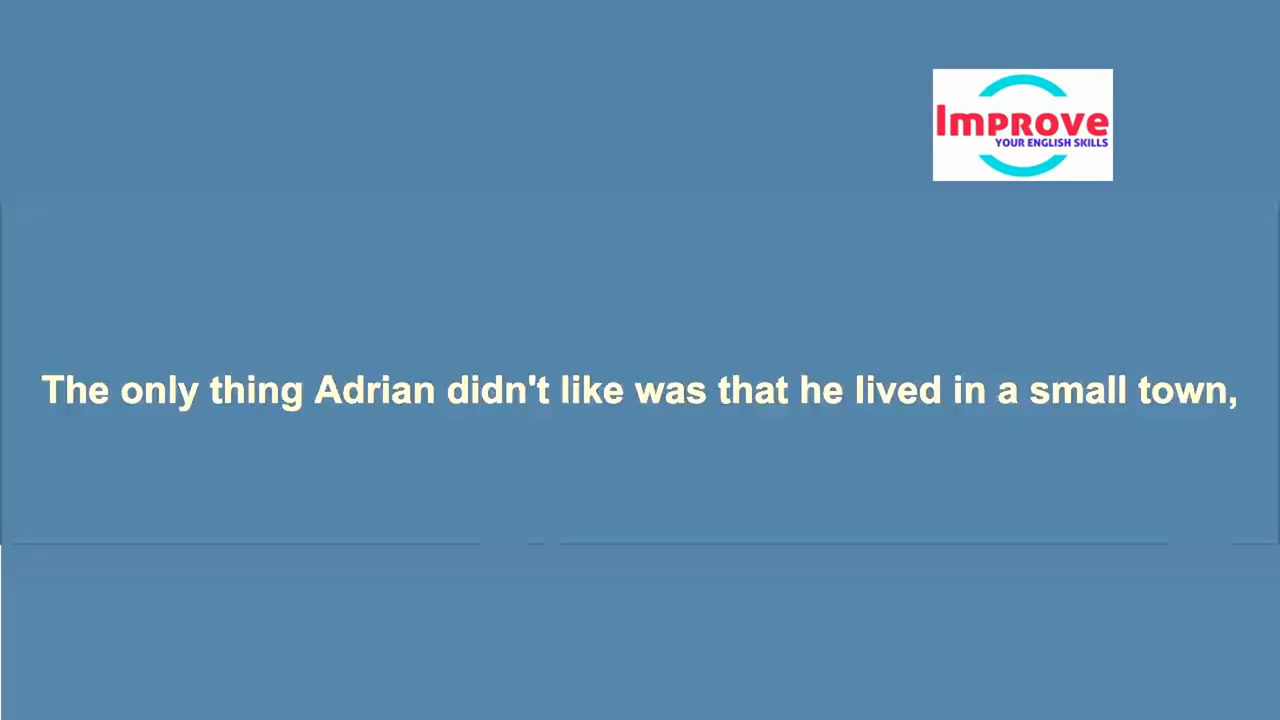 Improve
YOUR ENGLISH SKILLS
The only thing Adrian didn't like was that he lived in a small town,